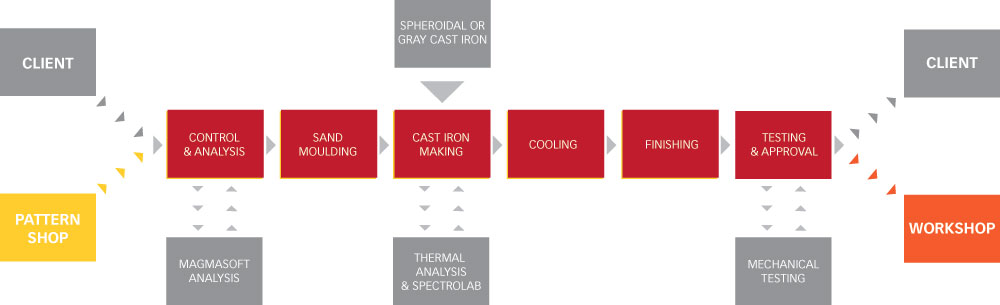 SPHEROIDAL OR
GRAY CAST IRON
CLIENT
CLIENT
CONTROL
& ANALYSIS
SAND
MOULDING
CAST IRON
MAKING
COOLING
FINISHING
TESTING
& APPROVAL
PATTERN
SHOP
WORKSHOP
MAGMASOFT
ANALYSIS
THERMAL
ANALYSIS
& SPECTROLAB
MECHANICAL
TESTING